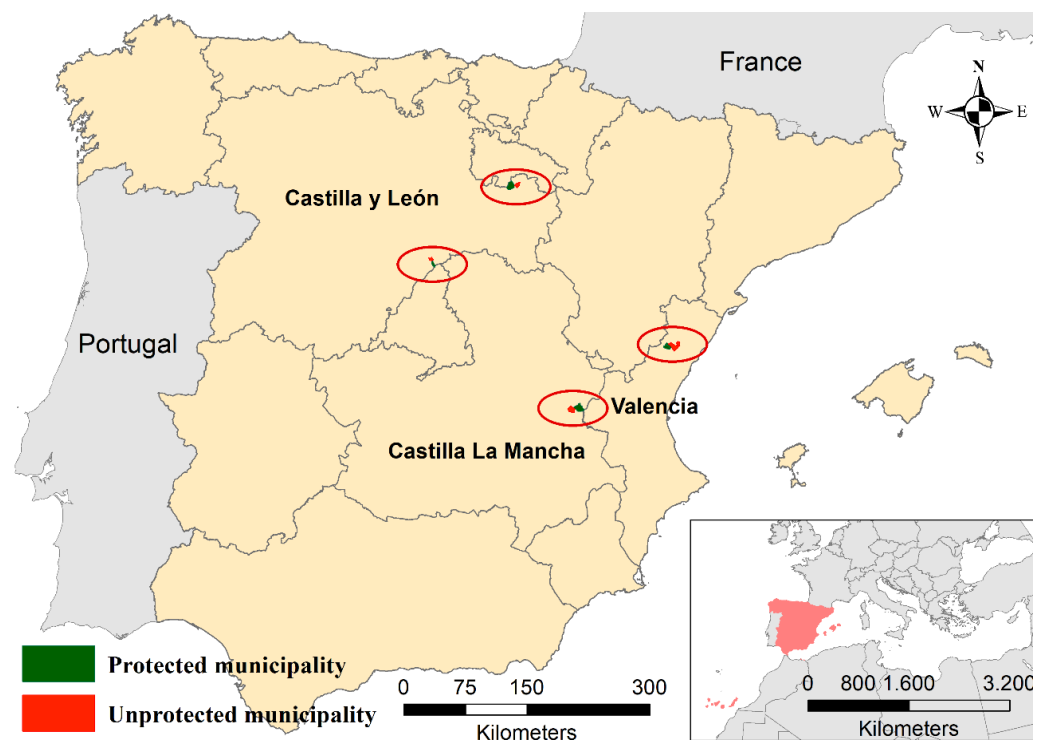 France
N
W E
S
Castilla y León
Portugal
Valencia
Castilla La Mancha
Protected municipality
Unprotected municipality
0 75 150 300
Kilometers
0 800 1.600 3.200
Kilometers